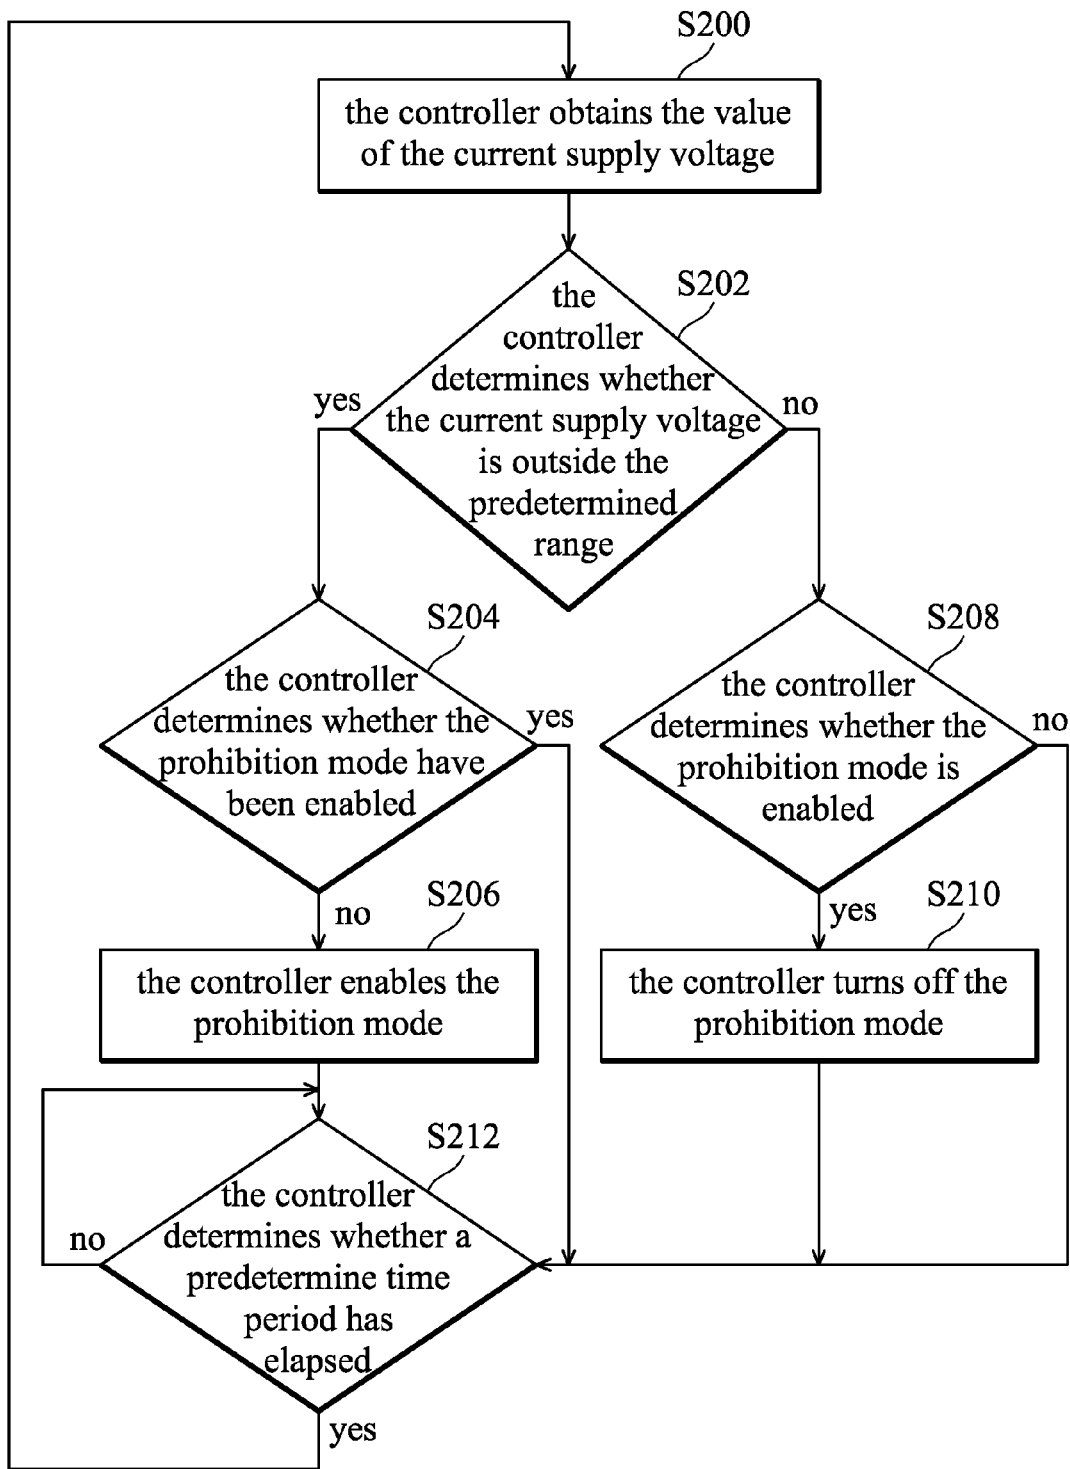 S200
the controller obtains the value
of the current supply voltage
S202
the
controller
determines whether
the current supply voltage
is outside the
predetermined
range
yes
no
S204
the controller
determines whether the
prohibition mode have
been enabled
yes
no
S208
the controller
determines whether the
prohibition mode is
enabled
no
yes
S206
the controller enables the
prohibition mode
S210
the controller turns off the
prohibition mode
S212
the controller
determines whether a
predetermine time
period has
elapsed
no
yes